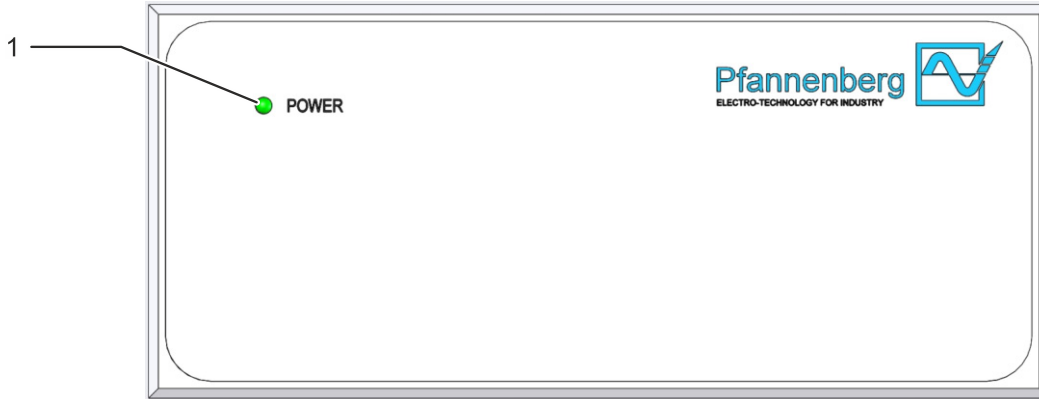 1
POWER
Pfannenberg
ELECTRO-TECHNOLOGY FOR INDUSTRY